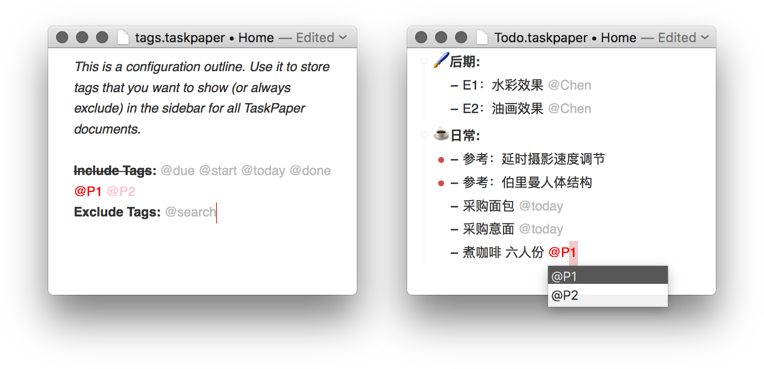 tags.taskpaper • Home — Edited
This is a configuration outline. Use it to store
tags that you want to show (or always
exclude) in the sidebar for all TaskPaper
documents.
Include Tags: @due @start @today @done
@P1 @P2
Exclude Tags: @search
Todo.taskpaper • Home — Edited
🖌️后期:
– E1：水彩效果 @Chen
– E2：油画效果 @Chen
☕日常:
– 参考：延时摄影速度调节
– 参考：伯里曼人体结构
– 采购面包 @today
– 采购意面 @today
– 煮咖啡 六人份 @P1
@P1
@P2